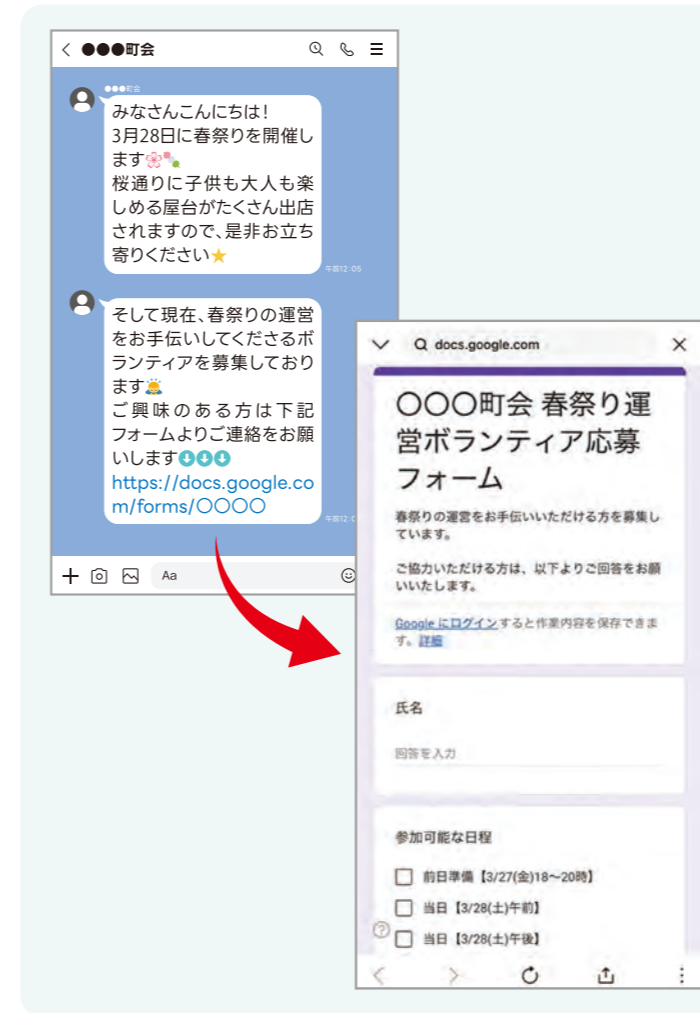 ●●●町会
●●●町会
みなさんこんにちは！
3月28日に春祭りを開催し
ます🌸🍡
桜通りに子供も大人も楽
しめる屋台がたくさん出店
されますので、是非お立ち
寄りください⭐
午前12:05
そして現在、春祭りの運営
をお手伝いしてくださるボ
ランティアを募集しており
ます🙇
ご興味のある方は下記
フォームよりご連絡をお願
いします⬇⬇⬇
https://docs.google.co
m/forms/〇〇〇〇
Aa
docs.google.com
〇〇〇町会 春祭り運
営ボランティア応募
フォーム
春祭りの運営をお手伝いいただける方を募集し
ています。
ご協力いただける方は、以下よりご回答をお願
いいたします。
Google にログインすると作業内容を保存できま
す。詳細
氏名
回答を入力
参加可能な日程
前日準備【3/27(金)18〜20時】
当日【3/28(土)午前】
当日【3/28(土)午後】